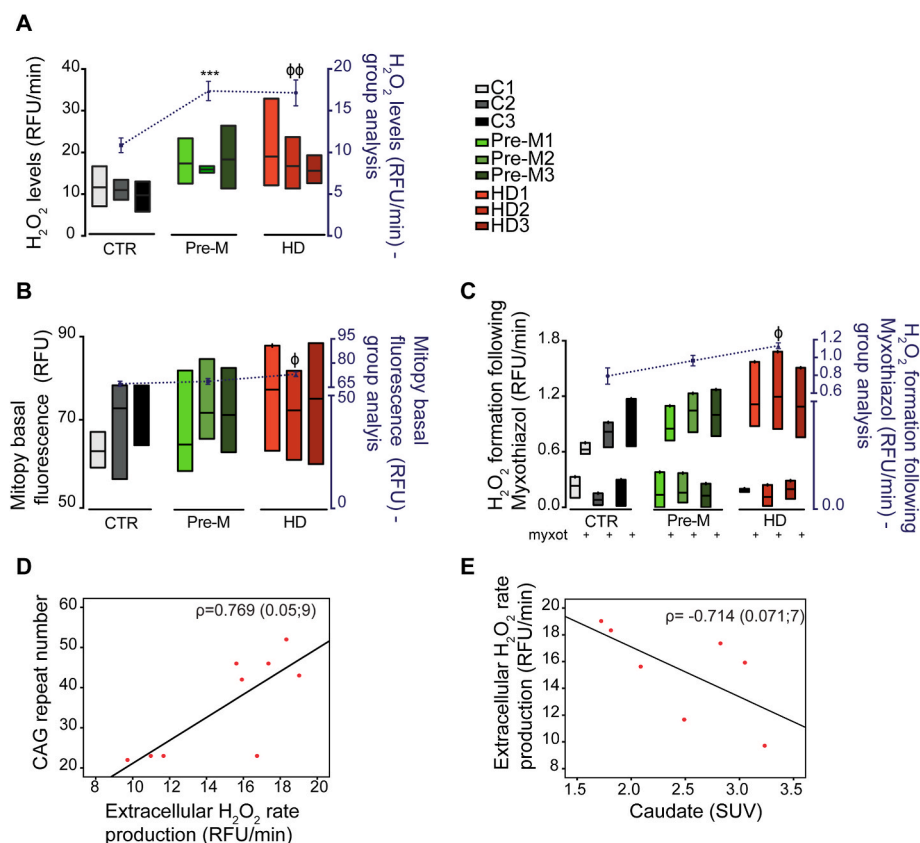 A
H₂O₂ levels (RFU/min)
40
30
20
10
0
***
ϕϕ
20
15
10
5
0
H₂O₂ levels (RFU/min) -
group analysis
CTR
Pre-M
HD
C1
C2
C3
Pre-M1
Pre-M2
Pre-M3
HD1
HD2
HD3
B
Mitopy basal
fluorescence (RFU)
90
70
50
ϕ
95
80
65
50
0
Mitopy basal
fluorescence (RFU) -
group analyis
CTR
Pre-M
HD
C
H₂O₂ formation following
Myxothiazol (RFU/min)
1.8
1.2
0.6
0.0
ϕ
1.2
1.0
0.8
0.6
0.0
H₂O₂ formation following
Myxothiazol (RFU/min) -
group analysis
CTR
Pre-M
HD
myxot + + + + + + + + +
D
CAG repeat number
60
50
40
30
20
ρ=0.769 (0.05;9)
8 10 12 14 16 18 20
Extracellular H₂O₂ rate
production (RFU/min)
E
Extracellular H₂O₂ rate
production (RFU/min)
20
18
16
14
12
10
8
ρ= -0.714 (0.071;7)
1.5 2.0 2.5 3.0 3.5
Caudate (SUV)